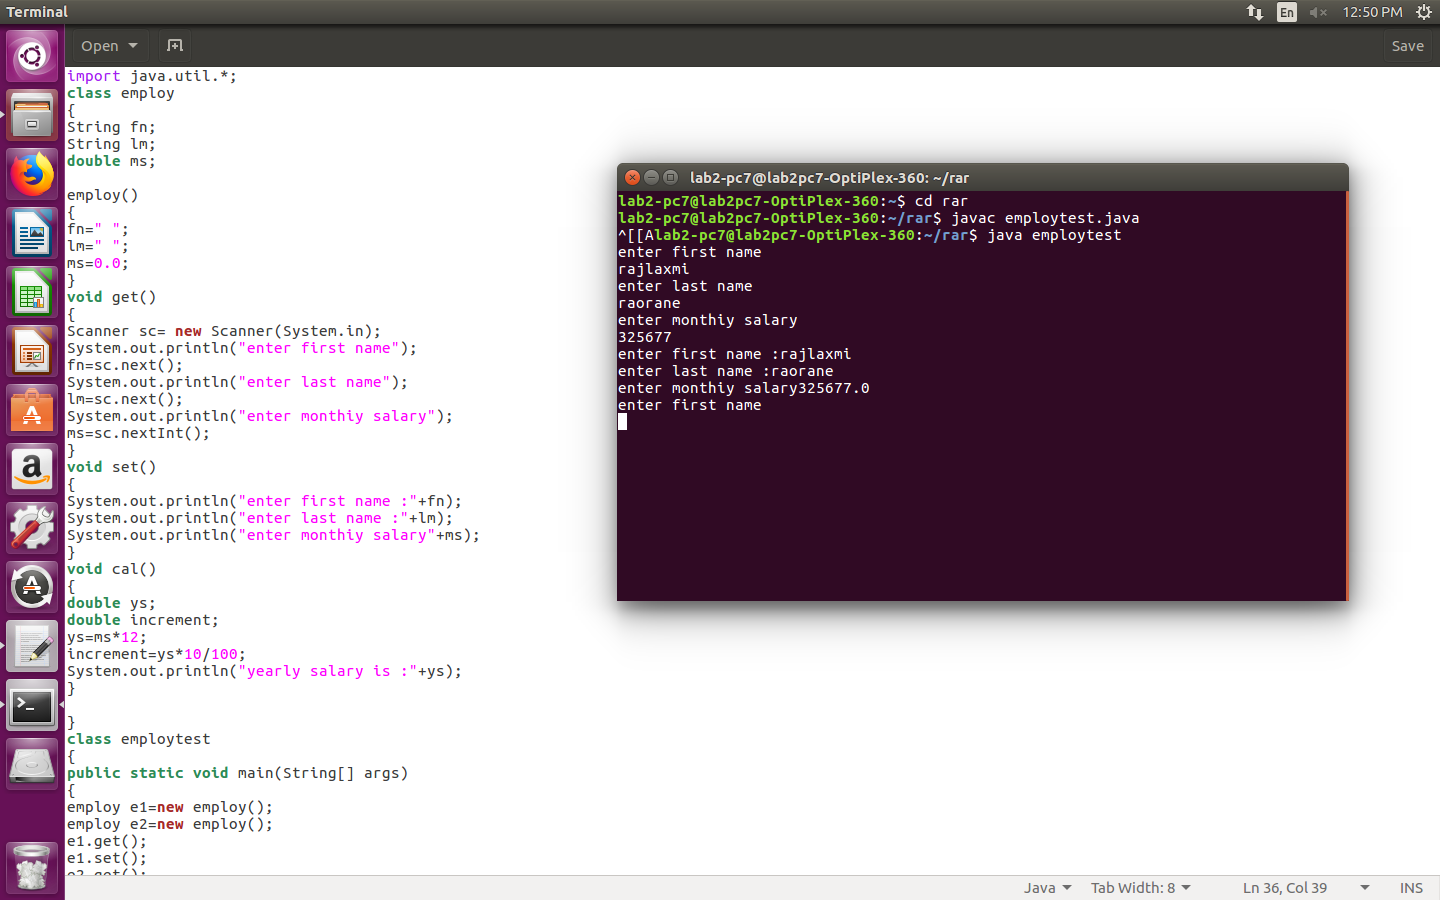 Terminal
En
12:50 PM
Open
Save
import java.util.*;
class employ
{
String fn;
String lm;
double ms;
employ()
{
fn=" ";
lm=" ";
ms=0.0;
}
void get()
{
Scanner sc= new Scanner(System.in);
System.out.println("enter first name");
fn=sc.next();
System.out.println("enter last name");
lm=sc.next();
System.out.println("enter monthiy salary");
ms=sc.nextInt();
}
void set()
{
System.out.println("enter first name :"+fn);
System.out.println("enter last name :"+lm);
System.out.println("enter monthiy salary"+ms);
}
void cal()
{
double ys;
double increment;
ys=ms*12;
increment=ys*10/100;
System.out.println("yearly salary is :"+ys);
}
}
class employtest
{
public static void main(String[] args)
{
employ e1=new employ();
employ e2=new employ();
e1.get();
e1.set();
e2.get();
lab2-pc7@lab2pc7-OptiPlex-360: ~/rar
lab2-pc7@lab2pc7-OptiPlex-360:~$ cd rar
lab2-pc7@lab2pc7-OptiPlex-360:~/rar$ javac employtest.java
^[[Alab2-pc7@lab2pc7-OptiPlex-360:~/rar$ java employtest
enter first name
rajlaxmi
enter last name
raorane
enter monthiy salary
325677
enter first name :rajlaxmi
enter last name :raorane
enter monthiy salary325677.0
enter first name
Java
Tab Width: 8
Ln 36, Col 39
INS